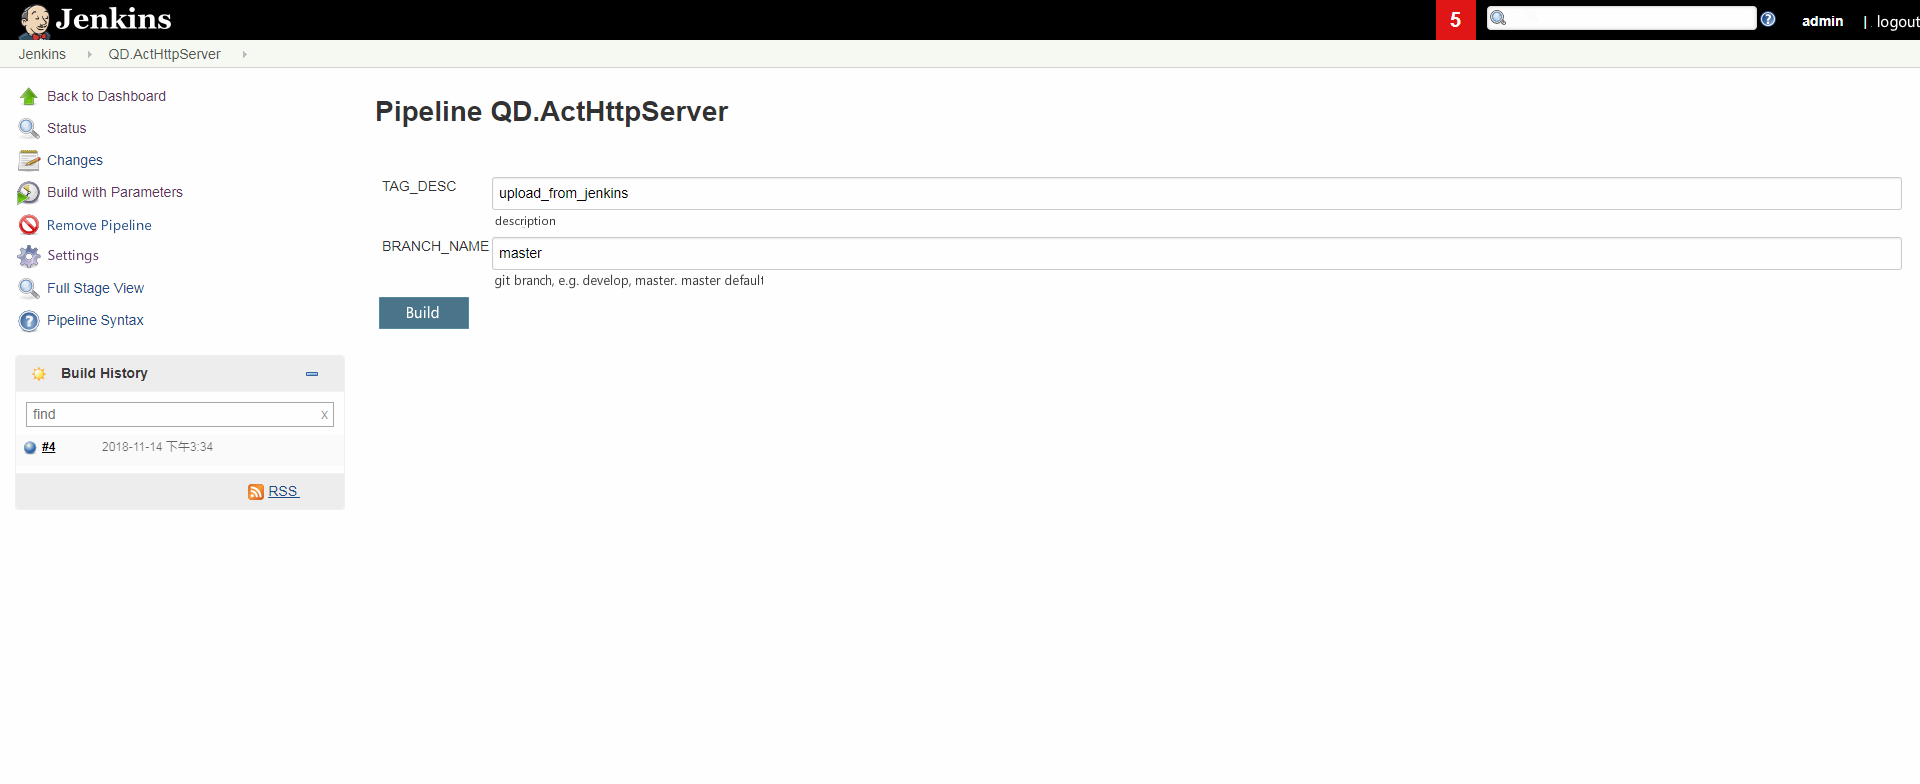 Jenkins
5
admin | logout
Jenkins QD.ActHttpServer
Back to Dashboard
Status
Changes
Build with Parameters
Remove Pipeline
Settings
Full Stage View
Pipeline Syntax
Build History
find x
#4 2018-11-14 下午3:34
RSS
Pipeline QD.ActHttpServer
TAG_DESC upload_from_jenkins
description
BRANCH_NAME master
git branch, e.g. develop, master. master default
Build